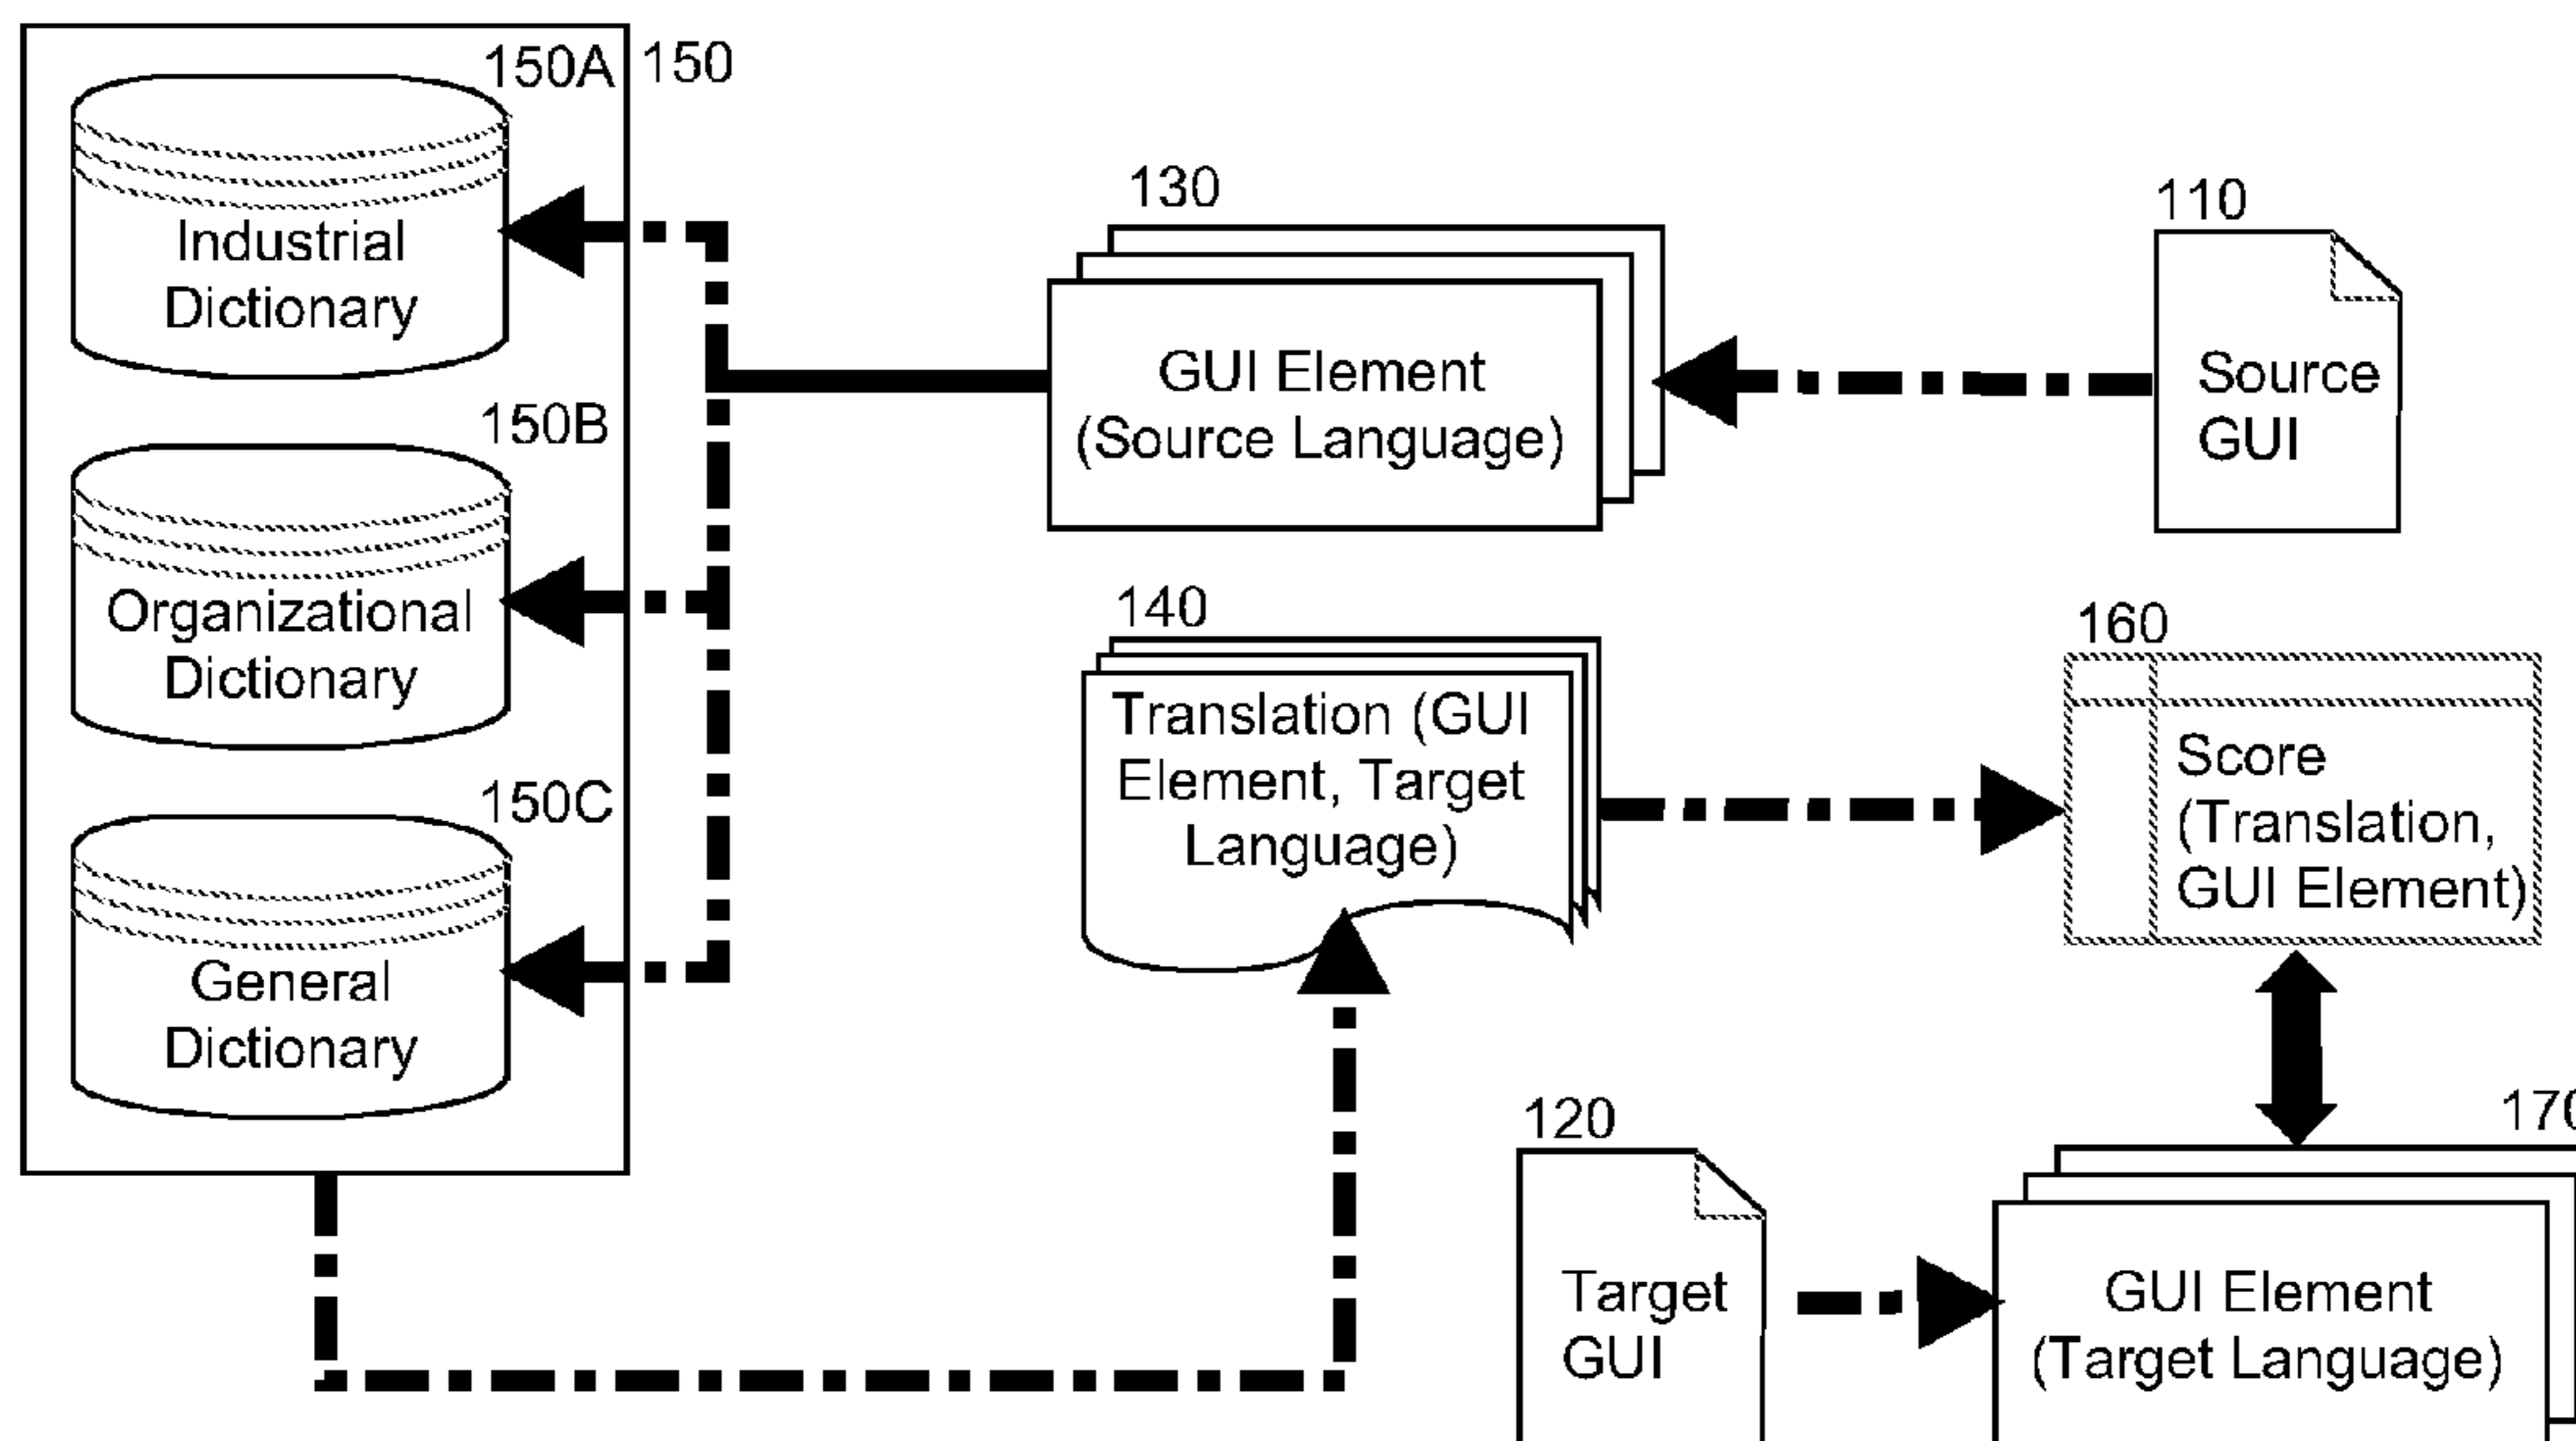 150A
150
Industrial
Dictionary
150B
Organizational
Dictionary
150C
General
Dictionary
130
GUI Element
(Source Language)
110
Source
GUI
140
Translation (GUI
Element, Target
Language)
160
Score
(Translation,
GUI Element)
120
Target
GUI
170
GUI Element
(Target Language)